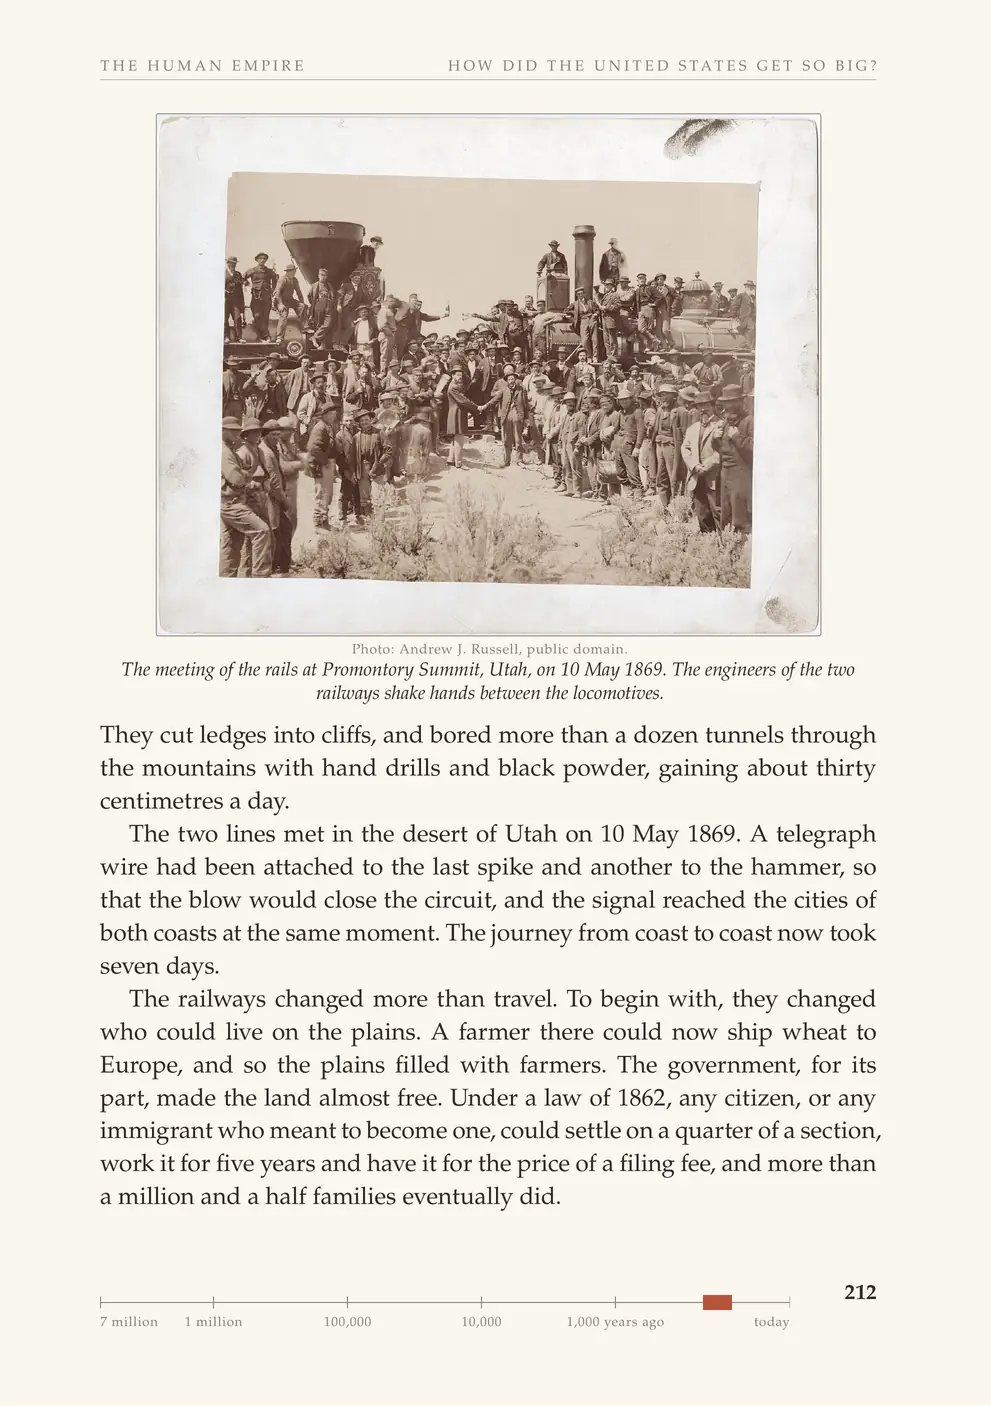 THE HUMAN EMPIRE
HOW DID THE UNITED STATES GET SO BIG?
Photo: Andrew J. Russell, public domain.
The meeting of the rails at Promontory Summit, Utah, on 10 May 1869. The engineers of the two
railways shake hands between the locomotives.
They cut ledges into cliffs, and bored more than a dozen tunnels through
the mountains with hand drills and black powder, gaining about thirty
centimetres a day.
The two lines met in the desert of Utah on 10 May 1869. A telegraph
wire had been attached to the last spike and another to the hammer, so
that the blow would close the circuit, and the signal reached the cities of
both coasts at the same moment. The journey from coast to coast now took
seven days.
The railways changed more than travel. To begin with, they changed
who could live on the plains. A farmer there could now ship wheat to
Europe, and so the plains filled with farmers. The government, for its
part, made the land almost free. Under a law of 1862, any citizen, or any
immigrant who meant to become one, could settle on a quarter of a section,
work it for five years and have it for the price of a filing fee, and more than
a million and a half families eventually did.
212
7 million 1 million 100,000 10,000 1,000 years ago today